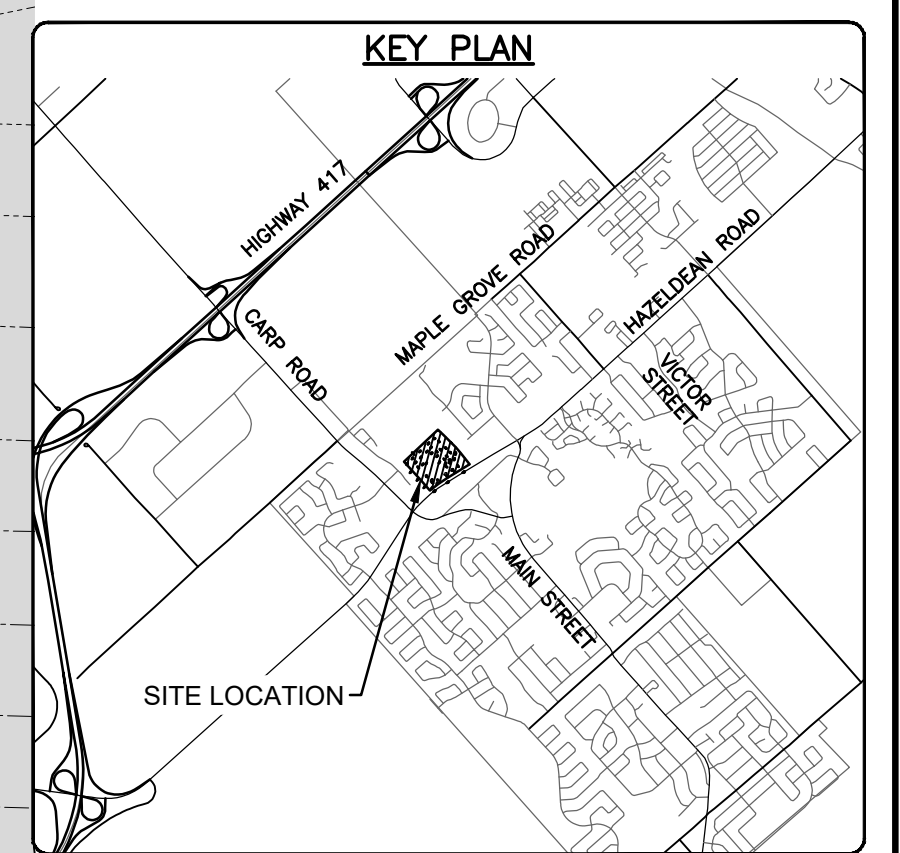 KEY PLAN
HIGHWAY 417
MAPLE GROVE ROAD
HAZELDEAN ROAD
CARP ROAD
VICTOR
STREET
MAIN STREET
SITE LOCATION